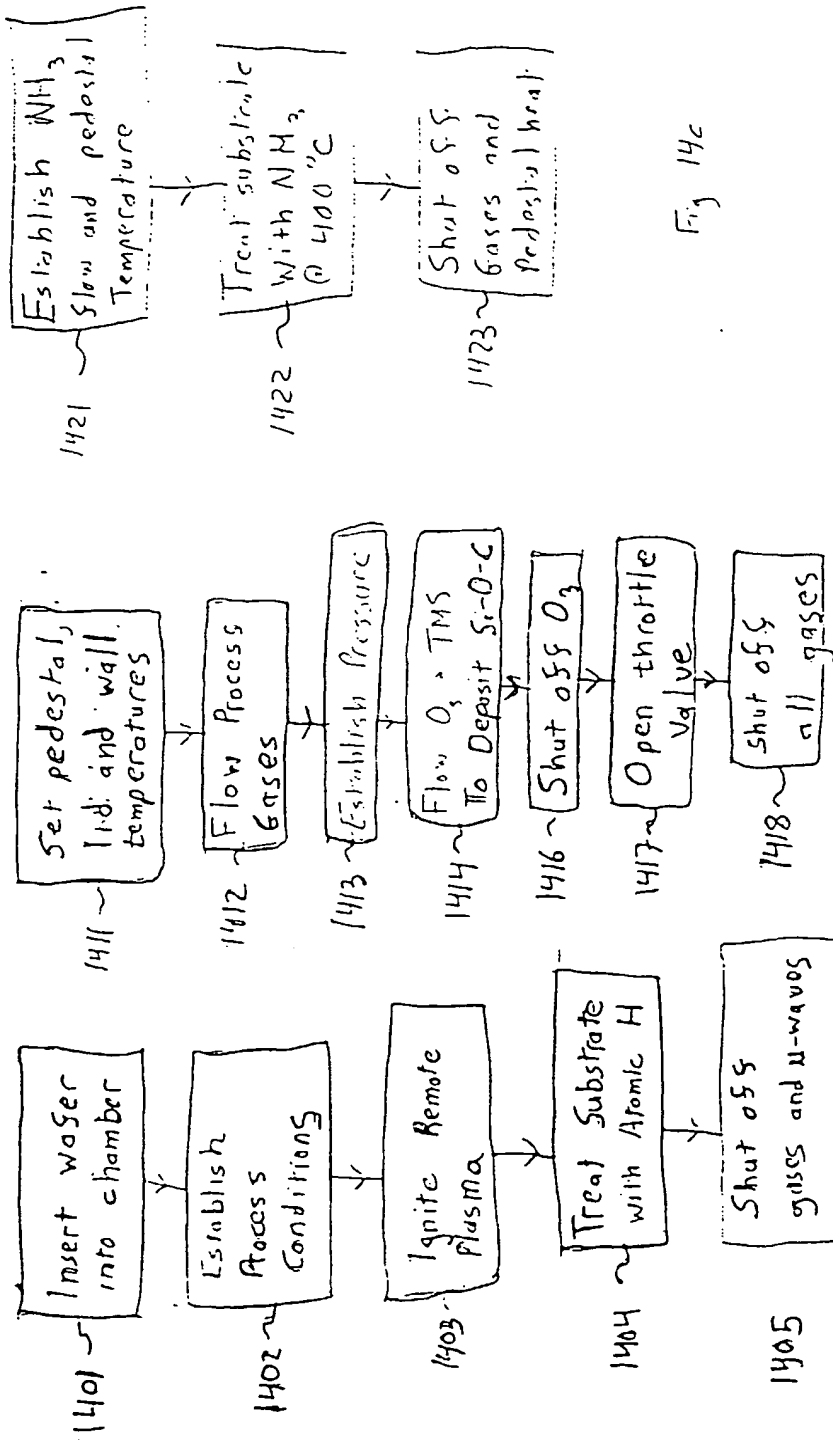 1401
Insert wafer
into chamber
1402
Establish
Process
Conditions
1403
Ignite Remote
Plasma
1404
Treat Substrate
with Atomic H
1405
Shut off
gases and μ-waves
1411
Set pedestal,
lid and wall
temperatures
1412
Flow Process
Gases
1413
Establish Pressure
1414
Flow O3 + TMS
To Deposit Si-O-C
1416
Shut off O3
1417
Open throttle
Valve
1418
Shut off
all gases
1421
Establish NH3
flow and pedestal
Temperature
1422
Treat substrate
With NH3
@ 400°C
1423
Shut off
Gases and
Pedestal heat
Fig 14c